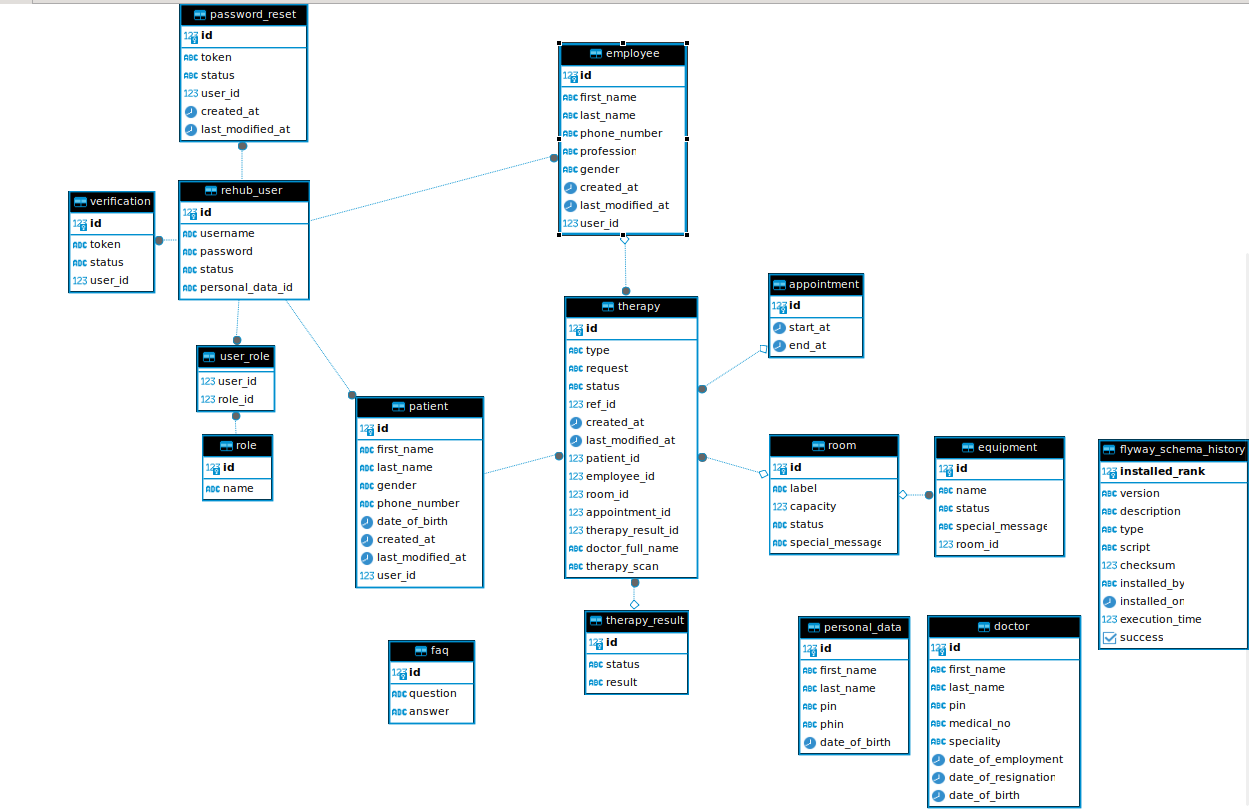 password_reset
id
token
status
user_id
created_at
last_modified_at
employee
id
first_name
last_name
phone_number
profession
gender
created_at
last_modified_at
user_id
verification
id
token
status
user_id
rehub_user
id
username
password
status
personal_data_id
appointment
id
start_at
end_at
therapy
id
type
request
status
ref_id
created_at
last_modified_at
patient_id
employee_id
room_id
appointment_id
therapy_result_id
doctor_full_name
therapy_scan
user_role
user_id
role_id
role
id
name
patient
id
first_name
last_name
gender
phone_number
date_of_birth
created_at
last_modified_at
user_id
room
id
label
capacity
status
special_message
equipment
id
name
status
special_message
room_id
flyway_schema_history
installed_rank
version
description
type
script
checksum
installed_by
installed_on
execution_time
success
therapy_result
id
status
result
faq
id
question
answer
personal_data
id
first_name
last_name
pin
phin
date_of_birth
doctor
id
first_name
last_name
pin
medical_no
speciality
date_of_employment
date_of_resignation
date_of_birth